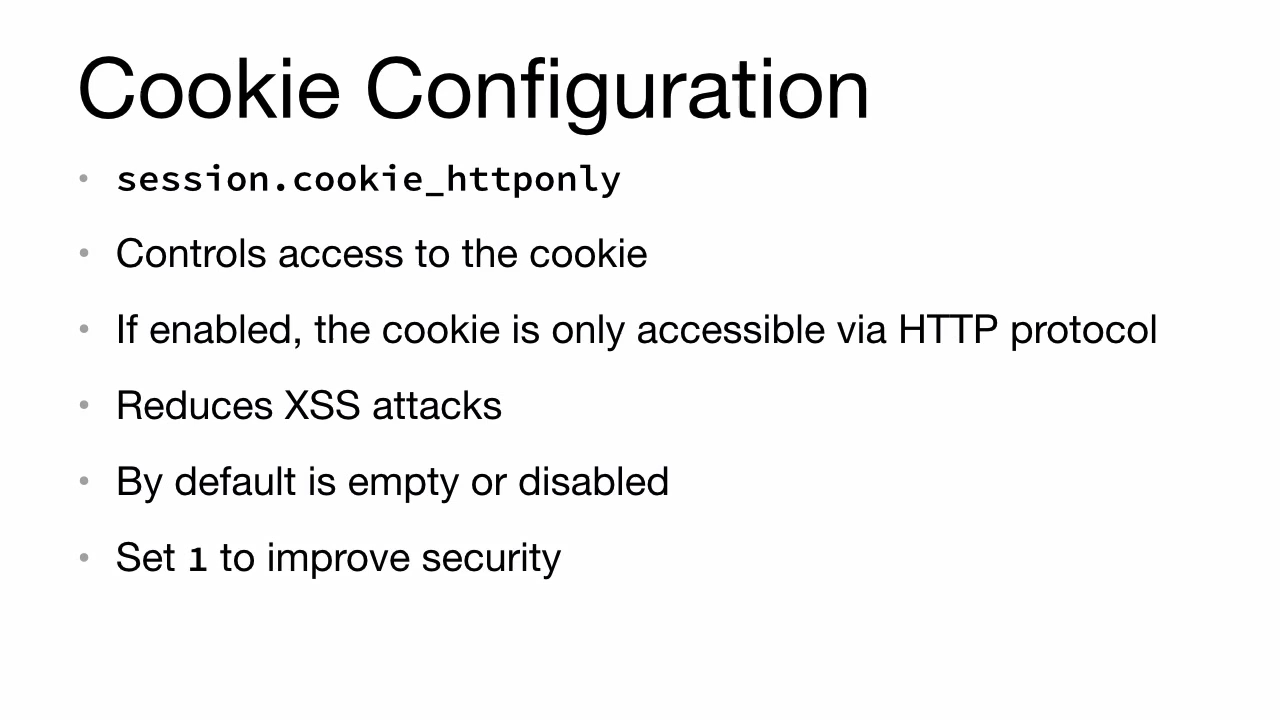 Cookie Configuration
• session.cookie_httponly
• Controls access to the cookie
• If enabled, the cookie is only accessible via HTTP protocol
• Reduces XSS attacks
• By default is empty or disabled
• Set 1 to improve security